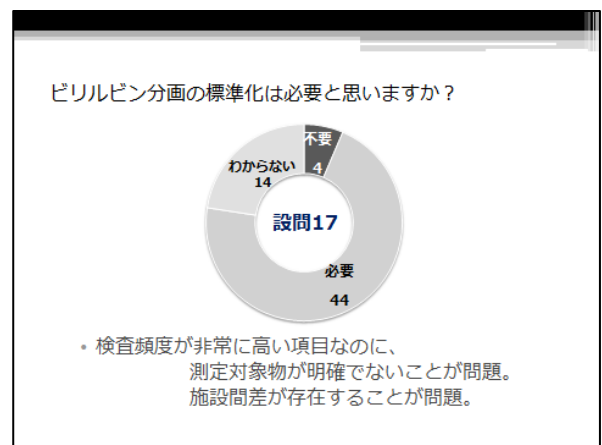 ビリルビン分画の標準化は必要と思いますか？
不要
4
わからない
14
設問17
必要
44
・検査頻度が非常に高い項目なのに、
測定対象物が明確でないことが問題。
施設間差が存在することが問題。